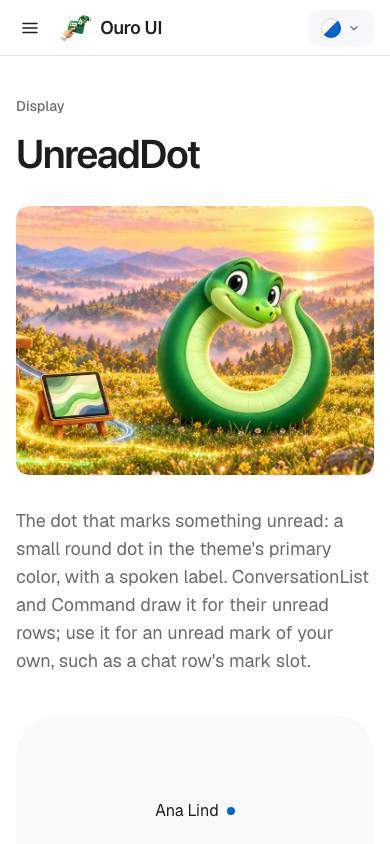 Ouro UI
Display
UnreadDot
The dot that marks something unread: a
small round dot in the theme's primary
color, with a spoken label. ConversationList
and Command draw it for their unread
rows; use it for an unread mark of your
own, such as a chat row's mark slot.
Ana Lind